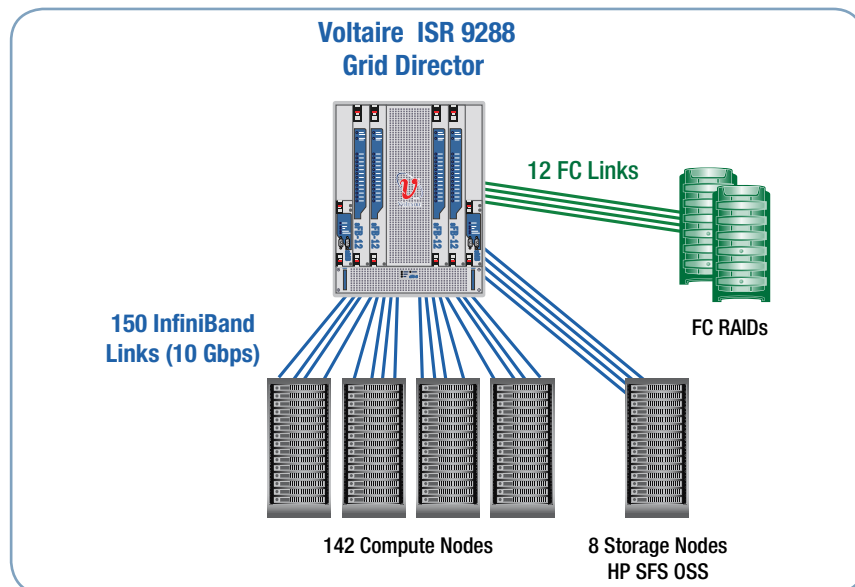 Voltaire ISR 9288
Grid Director
12 FC Links
FC RAIDs
150 InfiniBand
Links (10 Gbps)
142 Compute Nodes
8 Storage Nodes
HP SFS OSS